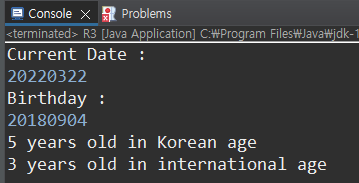 Console
Problems
<terminated> R3 [Java Application] C:₩Program Files₩Java₩jdk-1
Current Date :
20220322
Birthday :
20180904
5 years old in Korean age
3 years old in international age